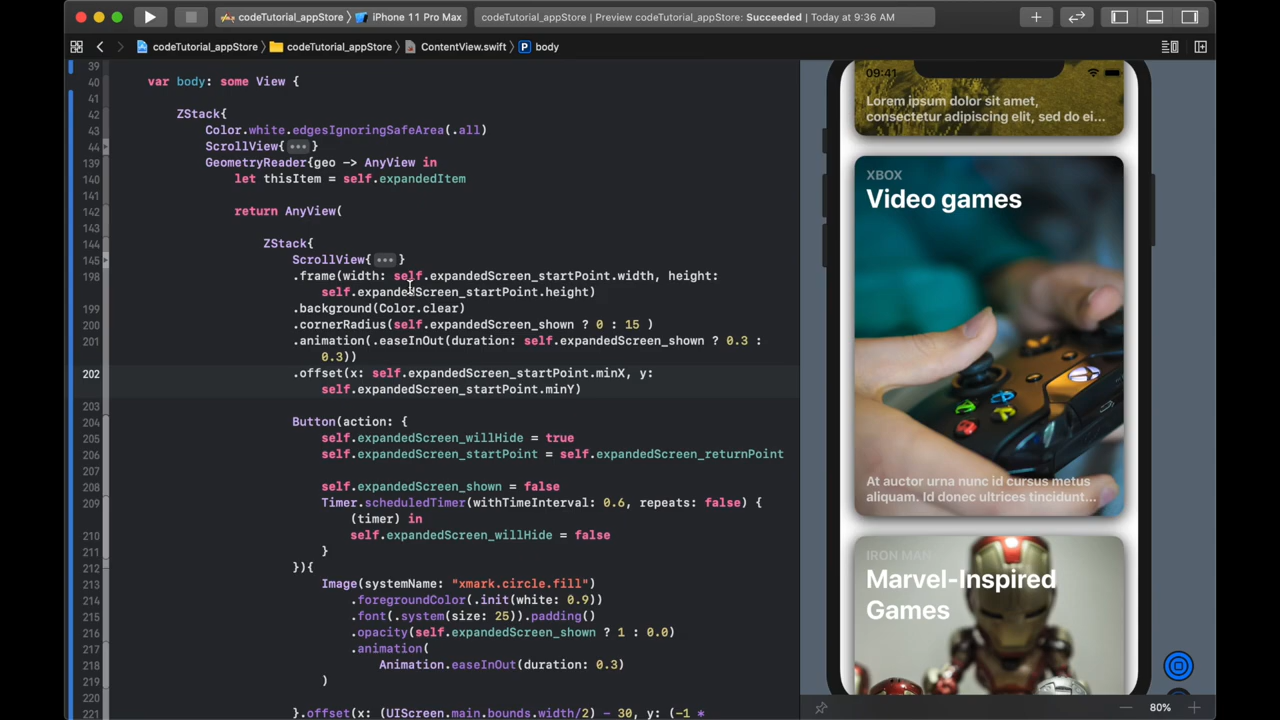 codeTutorial_appStore > iPhone 11 Pro Max
codeTutorial_appStore | Preview codeTutorial_appStore: Succeeded | Today at 9:36 AM
codeTutorial_appStore > codeTutorial_appStore > ContentView.swift > P body
39
40 var body: some View {
41
42 ZStack{
43 Color.white.edgesIgnoringSafeArea(.all)
44 ScrollView{ ••• }
139 GeometryReader{geo -> AnyView in
140 let thisItem = self.expandedItem
141
142 return AnyView(
143
144 ZStack{
145 ScrollView{ ••• }
198 .frame(width: self.expandedScreen_startPoint.width, height:
self.expandedScreen_startPoint.height)
199 .background(Color.clear)
200 .cornerRadius(self.expandedScreen_shown ? 0 : 15 )
201 .animation(.easeInOut(duration: self.expandedScreen_shown ? 0.3 :
0.3))
202 .offset(x: self.expandedScreen_startPoint.minX, y:
self.expandedScreen_startPoint.minY)
203
204 Button(action: {
205 self.expandedScreen_willHide = true
206 self.expandedScreen_startPoint = self.expandedScreen_returnPoint
207
208 self.expandedScreen_shown = false
209 Timer.scheduledTimer(withTimeInterval: 0.6, repeats: false) {
(timer) in
210 self.expandedScreen_willHide = false
211 }
212 }){
213 Image(systemName: "xmark.circle.fill")
214 .foregroundColor(.init(white: 0.9))
215 .font(.system(size: 25)).padding()
216 .opacity(self.expandedScreen_shown ? 1 : 0.0)
217 .animation(
218 Animation.easeInOut(duration: 0.3)
219 )
220
221 }.offset(x: (UIScreen.main.bounds.width/2) - 30, y: (-1 *
09:41
Lorem ipsum dolor sit amet,
consectetur adipiscing elit, sed do ei...
XBOX
Video games
At auctor urna nunc id cursus metus
aliquam. Id donec ultrices tincidunt...
IRON MAN
Marvel-Inspired
Games
80%